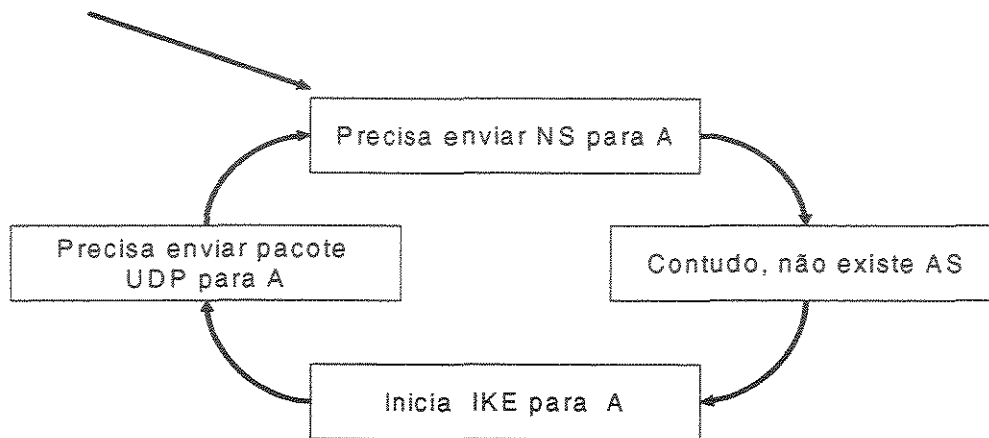 Precisa enviar NS para A
Precisa enviar pacote
UDP para A
Contudo, não existe AS
Inicia IKE para A